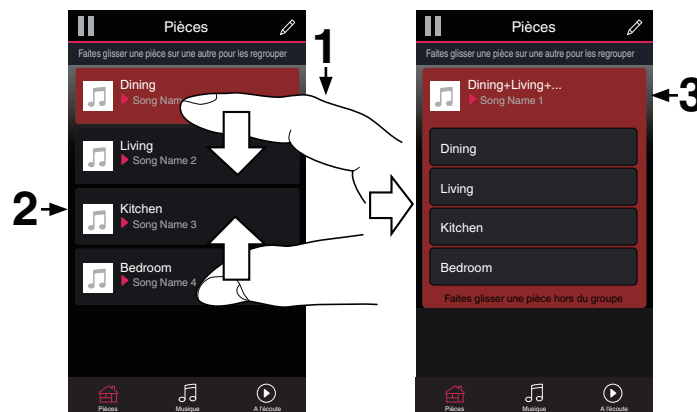 Pièces
Faites glisser une pièce sur une autre pour les regrouper
1
Dining
Song Nam
Living
Song Name 2
2
Kitchen
Song Name 3
Bedroom
Song Name 4
Pièces
Musique
A l'écoute
Pièces
Faites glisser une pièce sur une autre pour les regrouper
Dining+Living+...
Song Name 1
3
Dining
Living
Kitchen
Bedroom
Faites glisser une pièce hors du groupe
Pièces
Musique
A l'écoute